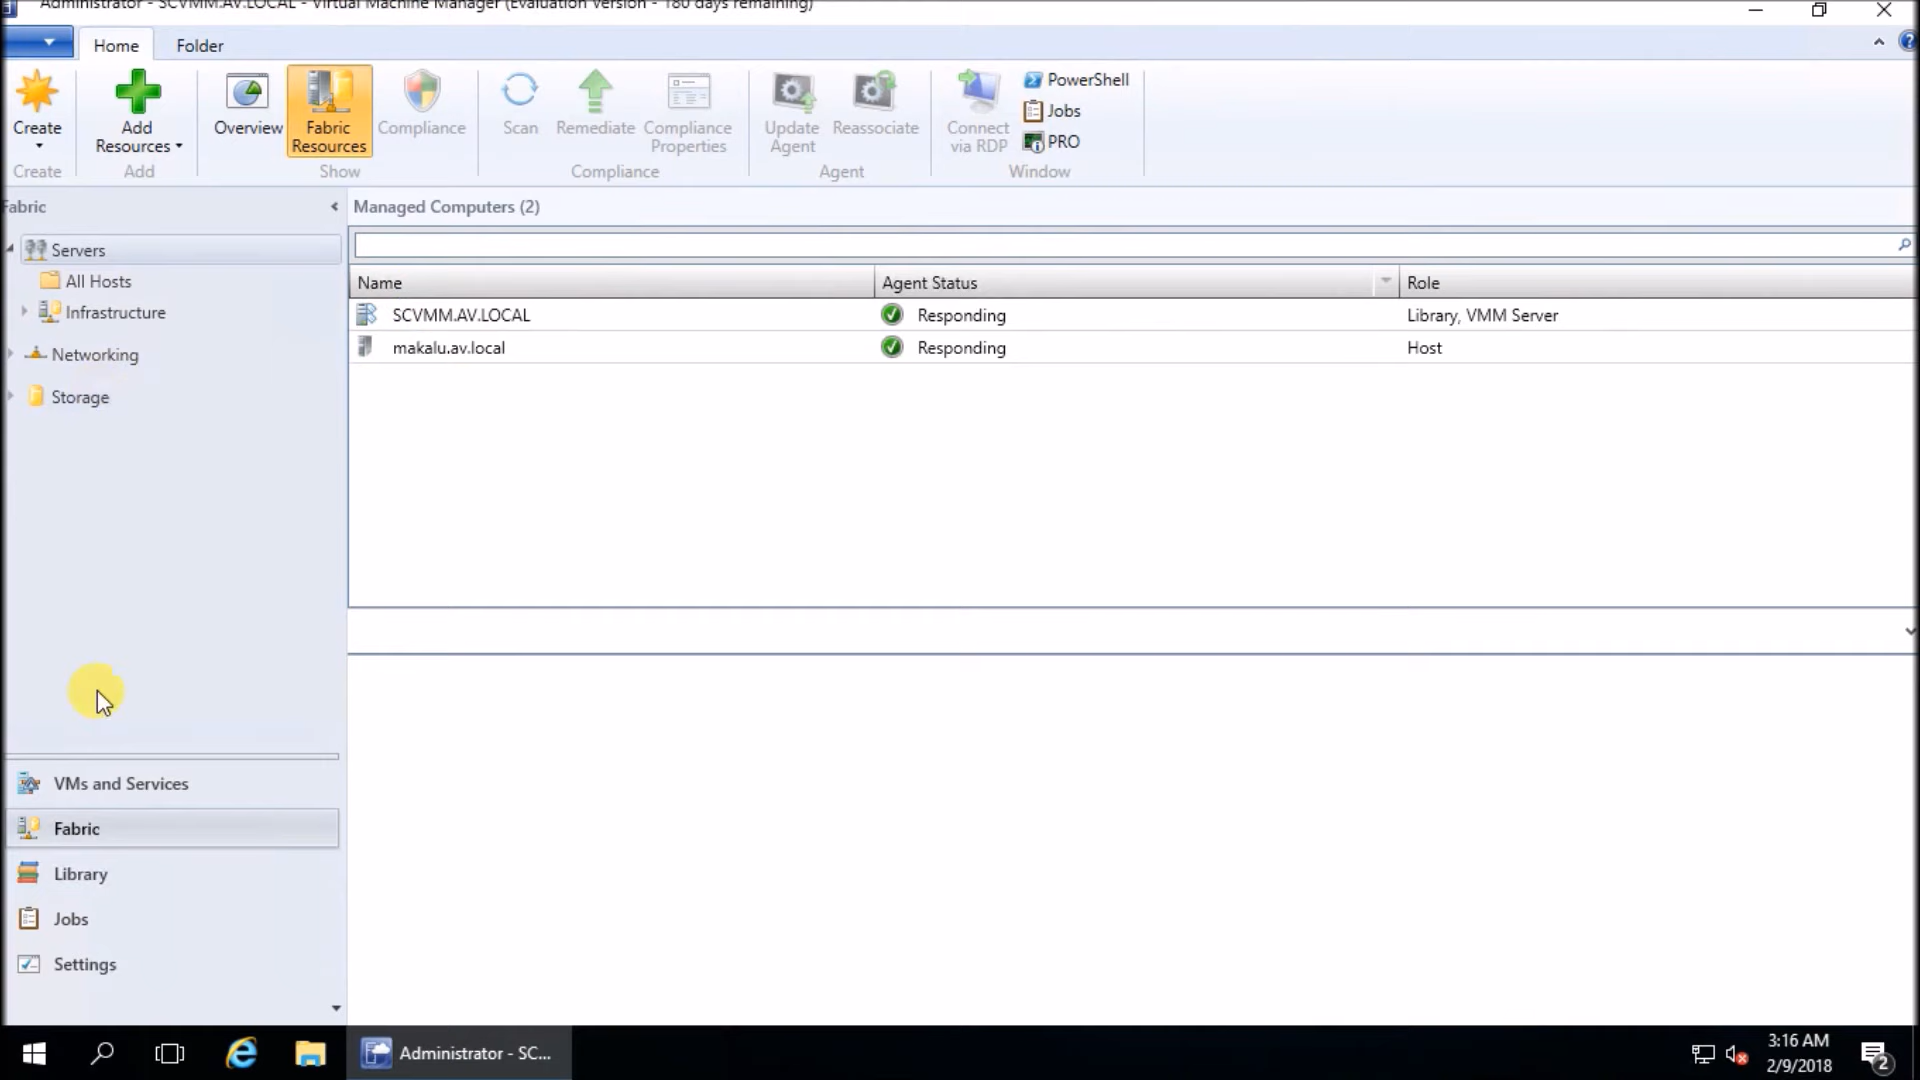 Administrator - SCVMM.AV.LOCAL - Virtual Machine Manager (Evaluation Version - 180 days remaining)
Home
Folder
Create
Add Resources
Overview
Fabric Resources
Compliance
Scan
Remediate
Compliance Properties
Update Agent
Reassociate
Connect via RDP
PowerShell
Jobs
PRO
Create
Add
Show
Compliance
Agent
Window
Fabric
Managed Computers (2)
Servers
All Hosts
Infrastructure
Networking
Storage
Name
Agent Status
Role
SCVMM.AV.LOCAL
Responding
Library, VMM Server
makalu.av.local
Responding
Host
VMs and Services
Fabric
Library
Jobs
Settings
Administrator - SC...
3:16 AM
2/9/2018
2